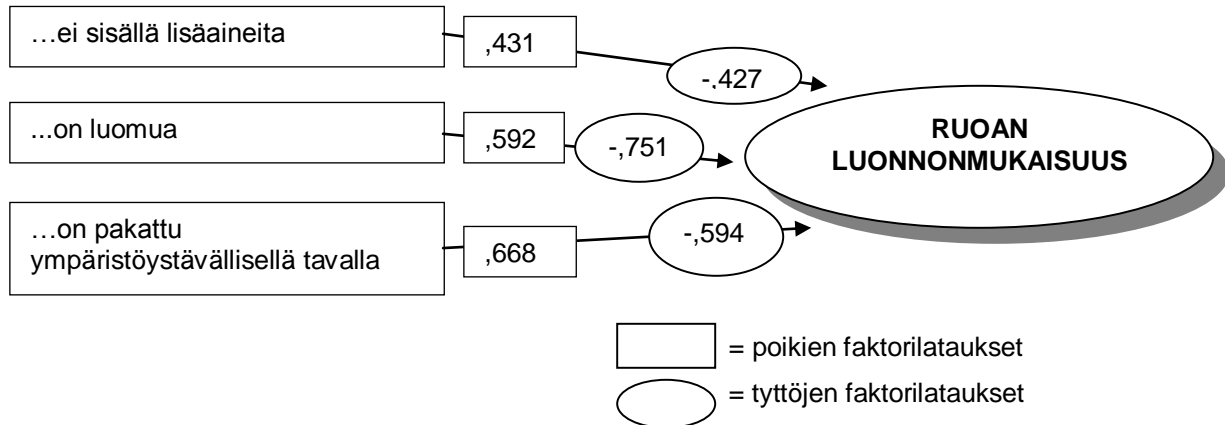 …ei sisällä lisäaineita
,431
-,427
...on luomua
,592
-,751
RUOAN
LUONNONMUKAISUUS
…on pakattu
ympäristöystävällisellä tavalla
,668
-,594
= poikien faktorilataukset
= tyttöjen faktorilataukset